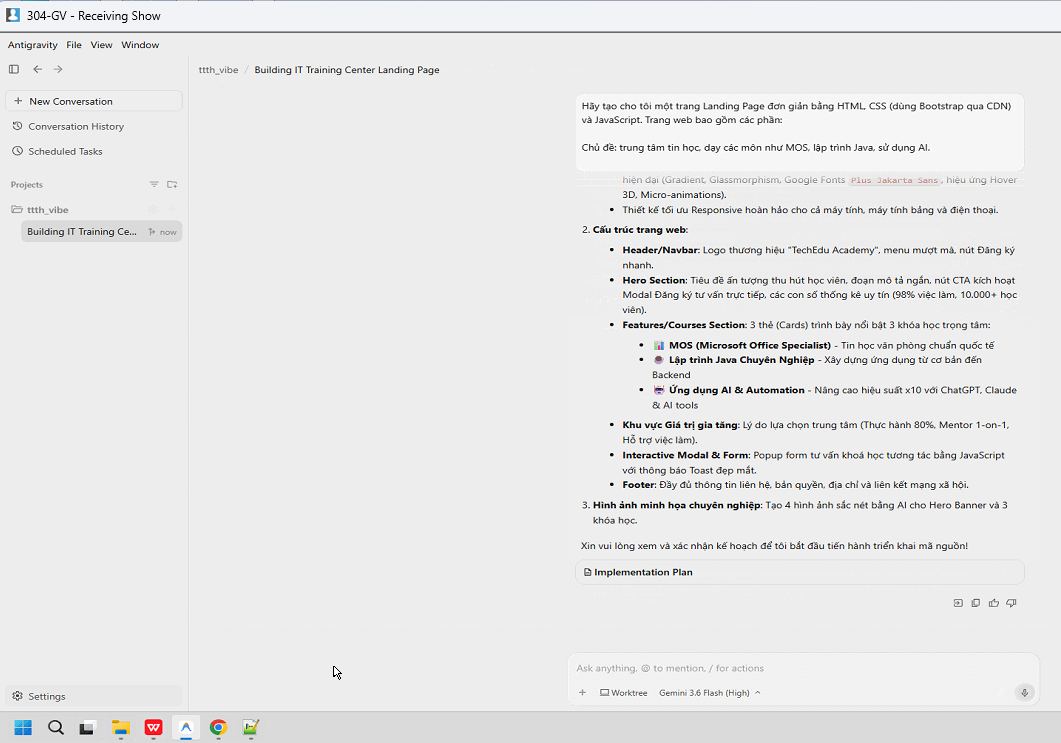 304-GV - Receiving Show
Antigravity File View Window
ttth_vibe / Building IT Training Center Landing Page
+ New Conversation
Conversation History
Scheduled Tasks
Projects
ttth_vibe
Building IT Training Ce... now
Settings
Hãy tạo cho tôi một trang Landing Page đơn giản bằng HTML, CSS (dùng Bootstrap qua CDN)
và JavaScript. Trang web bao gồm các phần:
Chủ đề: trung tâm tin học, dạy các môn như MOS, lập trình Java, sử dụng AI.
hiện đại (Gradient, Glassmorphism, Google Fonts Plus Jakarta Sans, hiệu ứng Hover
3D, Micro-animations).
• Thiết kế tối ưu Responsive hoàn hảo cho cả máy tính, máy tính bảng và điện thoại.
2. Cấu trúc trang web:
• Header/Navbar: Logo thương hiệu "TechEdu Academy", menu mượt mà, nút Đăng ký
nhanh.
• Hero Section: Tiêu đề ấn tượng thu hút học viên, đoạn mô tả ngắn, nút CTA kích hoạt
Modal Đăng ký tư vấn trực tiếp, các con số thống kê uy tín (98% việc làm, 10.000+ học
viên).
• Features/Courses Section: 3 thẻ (Cards) trình bày nổi bật 3 khóa học trọng tâm:
• MOS (Microsoft Office Specialist) - Tin học văn phòng chuẩn quốc tế
• Lập trình Java Chuyên Nghiệp - Xây dựng ứng dụng từ cơ bản đến
Backend
• Ứng dụng AI & Automation - Nâng cao hiệu suất x10 với ChatGPT, Claude
& AI tools
• Khu vực Giá trị gia tăng: Lý do lựa chọn trung tâm (Thực hành 80%, Mentor 1-on-1,
Hỗ trợ việc làm).
• Interactive Modal & Form: Popup form tư vấn khoá học tương tác bằng JavaScript
với thông báo Toast đẹp mắt.
• Footer: Đầy đủ thông tin liên hệ, bản quyền, địa chỉ và liên kết mạng xã hội.
3. Hình ảnh minh họa chuyên nghiệp: Tạo 4 hình ảnh sắc nét bằng AI cho Hero Banner và 3
khóa học.
Xin vui lòng xem và xác nhận kế hoạch để tôi bắt đầu tiến hành triển khai mã nguồn!
Implementation Plan
Ask anything, @ to mention, / for actions
+ Worktree Gemini 3.6 Flash (High)